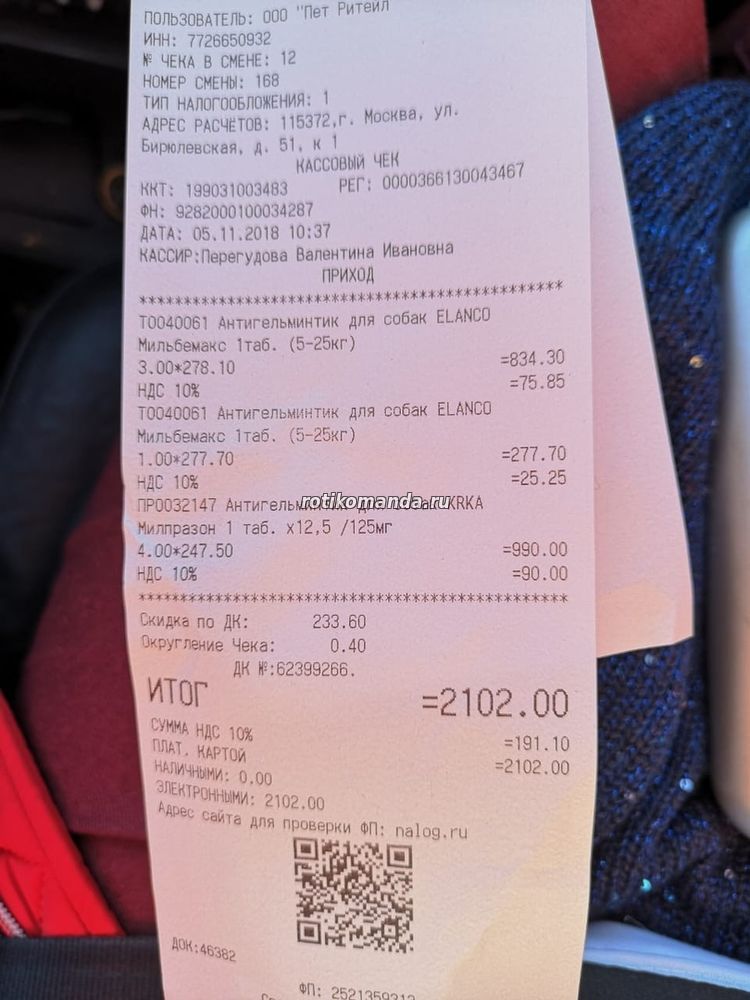 ПОЛЬЗОВАТЕЛЬ: ООО "Пет Ритейл
ИНН: 7726650932
№ ЧЕКА В СМЕНЕ: 12
НОМЕР СМЕНЫ: 168
ТИП НАЛОГООБЛОЖЕНИЯ: 1
АДРЕС РАСЧЕТОВ: 115372,г. Москва, ул.
Бирюлевская, д. 51, к 1
КАССОВЫЙ ЧЕК
ККТ: 199031003483 РЕГ: 0000366130043467
ФН: 9282000100034287
ДАТА: 05.11.2018 10:37
КАССИР:Перегудова Валентина Ивановна
ПРИХОД
************************************************
Т0040061 Антигельминтик для собак ELANCO
Мильбемакс 1таб. (5-25кг)
3.00*278.10 =834.30
НДС 10% =75.85
Т0040061 Антигельминтик для собак ELANCO
Мильбемакс 1таб. (5-25кг)
1.00*277.70 =277.70
НДС 10% =25.25
rotikomanda.ru
ПР0032147 KRKA
Милпразон 1 таб. х12,5 /125мг
4.00*247.50 =990.00
НДС 10% =90.00
************************************************
Скидка по ДК: 233.60
Округление Чека: 0.40
ДК №:62399266.
ИТОГ =2102.00
СУММА НДС 10% =191.10
ПЛАТ. КАРТОЙ =2102.00
НАЛИЧНЫМИ: 0.00
ЭЛЕКТРОННЫМИ: 2102.00
Адрес сайта для проверки ФП: nalog.ru
ДОК:46382
ФП: